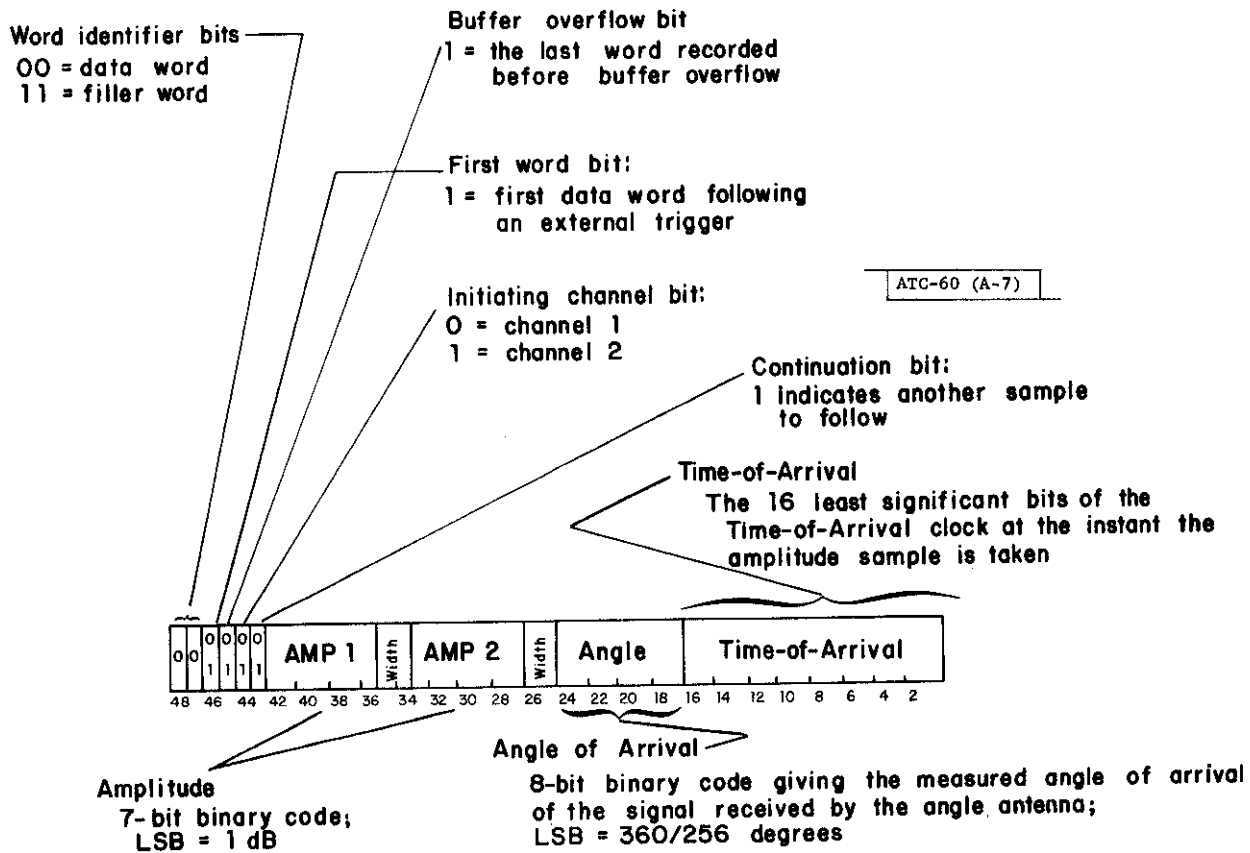 Word identifier bits
00 = data word
11 = filler word
Buffer overflow bit
1 = the last word recorded
before buffer overflow
First word bit:
1 = first data word following
an external trigger
ATC-60 (A-7)
Initiating channel bit:
0 = channel 1
1 = channel 2
Continuation bit:
1 indicates another sample
to follow
Time-of-Arrival
The 16 least significant bits of the
Time-of-Arrival clock at the instant the
amplitude sample is taken
0 0 0 1 0 1 0 1 0 1 AMP 1 Width AMP 2 Width Angle Time-of-Arrival
48 46 44 42 40 38 36 34 32 30 28 26 24 22 20 18 16 14 12 10 8 6 4 2
Amplitude
7-bit binary code;
LSB = 1 dB
Angle of Arrival
8-bit binary code giving the measured angle of arrival
of the signal received by the angle antenna;
LSB = 360/256 degrees